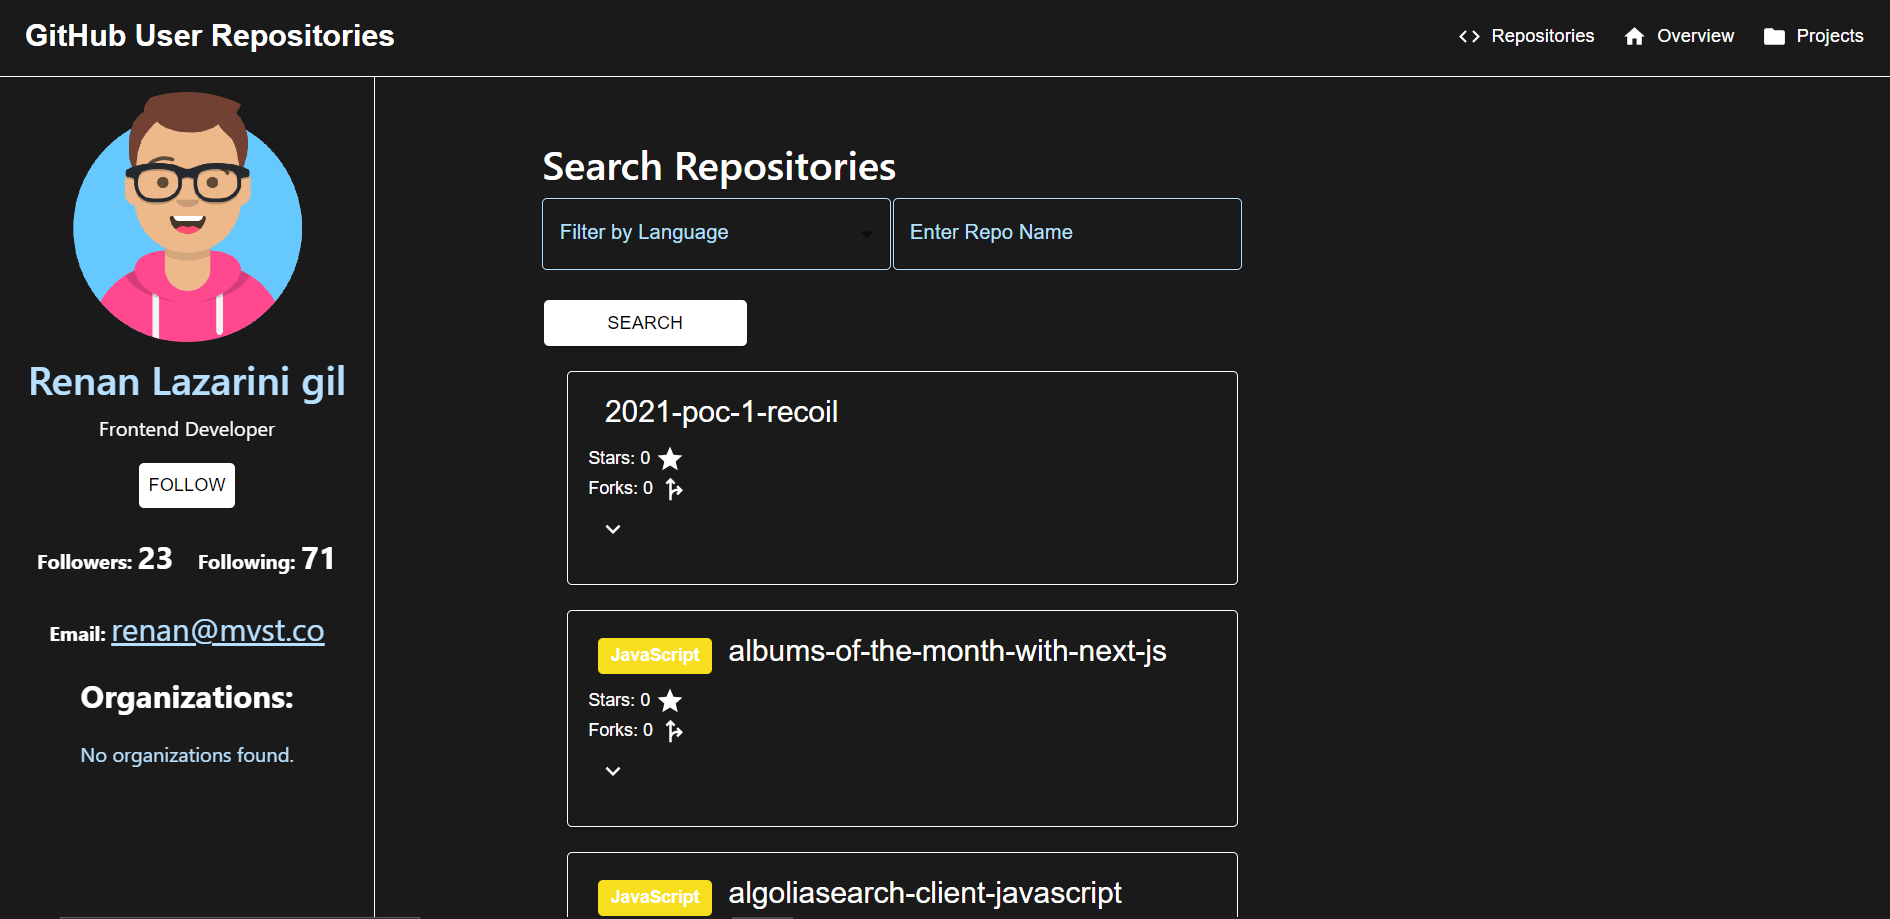 GitHub User Repositories
Repositories
Overview
Projects
Renan Lazarini gil
Frontend Developer
FOLLOW
Followers: 23 Following: 71
Email: renan@mvst.co
Organizations:
No organizations found.
Search Repositories
Filter by Language
Enter Repo Name
SEARCH
2021-poc-1-recoil
Stars: 0
Forks: 0
JavaScript albums-of-the-month-with-next-js
Stars: 0
Forks: 0
JavaScript algoliasearch-client-javascript